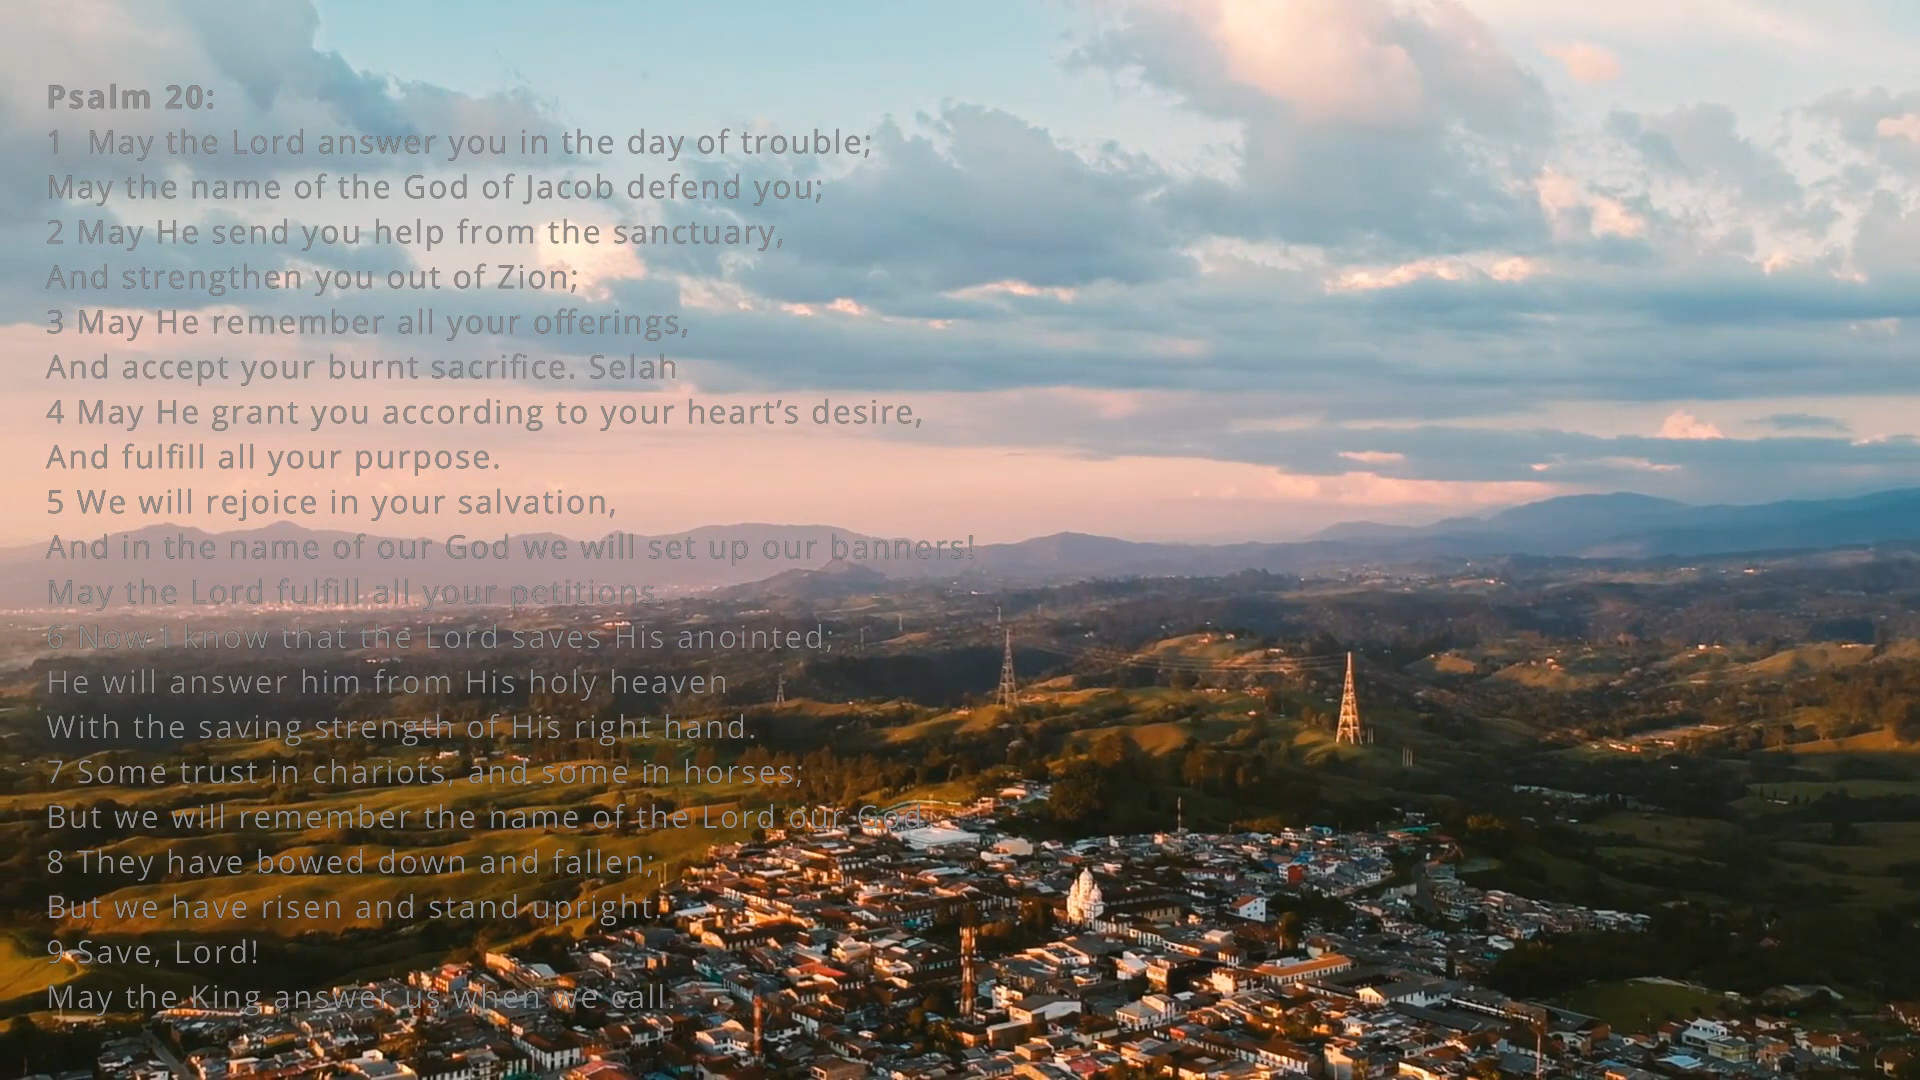 Psalm 20:
1 May the Lord answer you in the day of trouble;
May the name of the God of Jacob defend you;
2 May He send you help from the sanctuary,
And strengthen you out of Zion;
3 May He remember all your offerings,
And accept your burnt sacrifice. Selah
4 May He grant you according to your heart’s desire,
And fulfill all your purpose.
5 We will rejoice in your salvation,
And in the name of our God we will set up our banners!
May the Lord fulfill all your petitions.
6 Now I know that the Lord saves His anointed;
He will answer him from His holy heaven
With the saving strength of His right hand.
7 Some trust in chariots, and some in horses;
But we will remember the name of the Lord our God.
8 They have bowed down and fallen;
But we have risen and stand upright.
9 Save, Lord!
May the King answer us when we call.